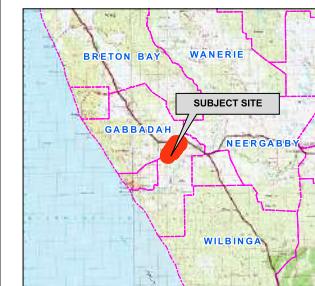 BRETON BAY
WANERIE
SUBJECT SITE
GABBADAH
NEERGABBY
WILBINGA